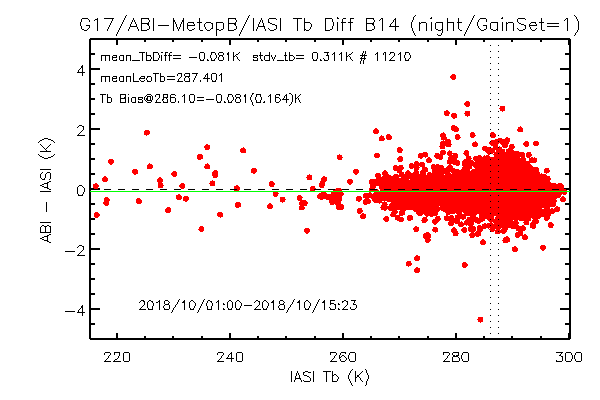 G17/ABI-MetopB/IASI Tb Diff B14 (night/GainSet=1)
mean_TbDiff= -0.081K stdv_tb= 0.311K # 11210
meanLeoTb=287.401
Tb Bias@286.10=-0.081(0.164)K
4
2
0
-2
-4
ABI - IASI (K)
2018/10/01:00-2018/10/15:23
220 240 260 280 300
IASI Tb (K)